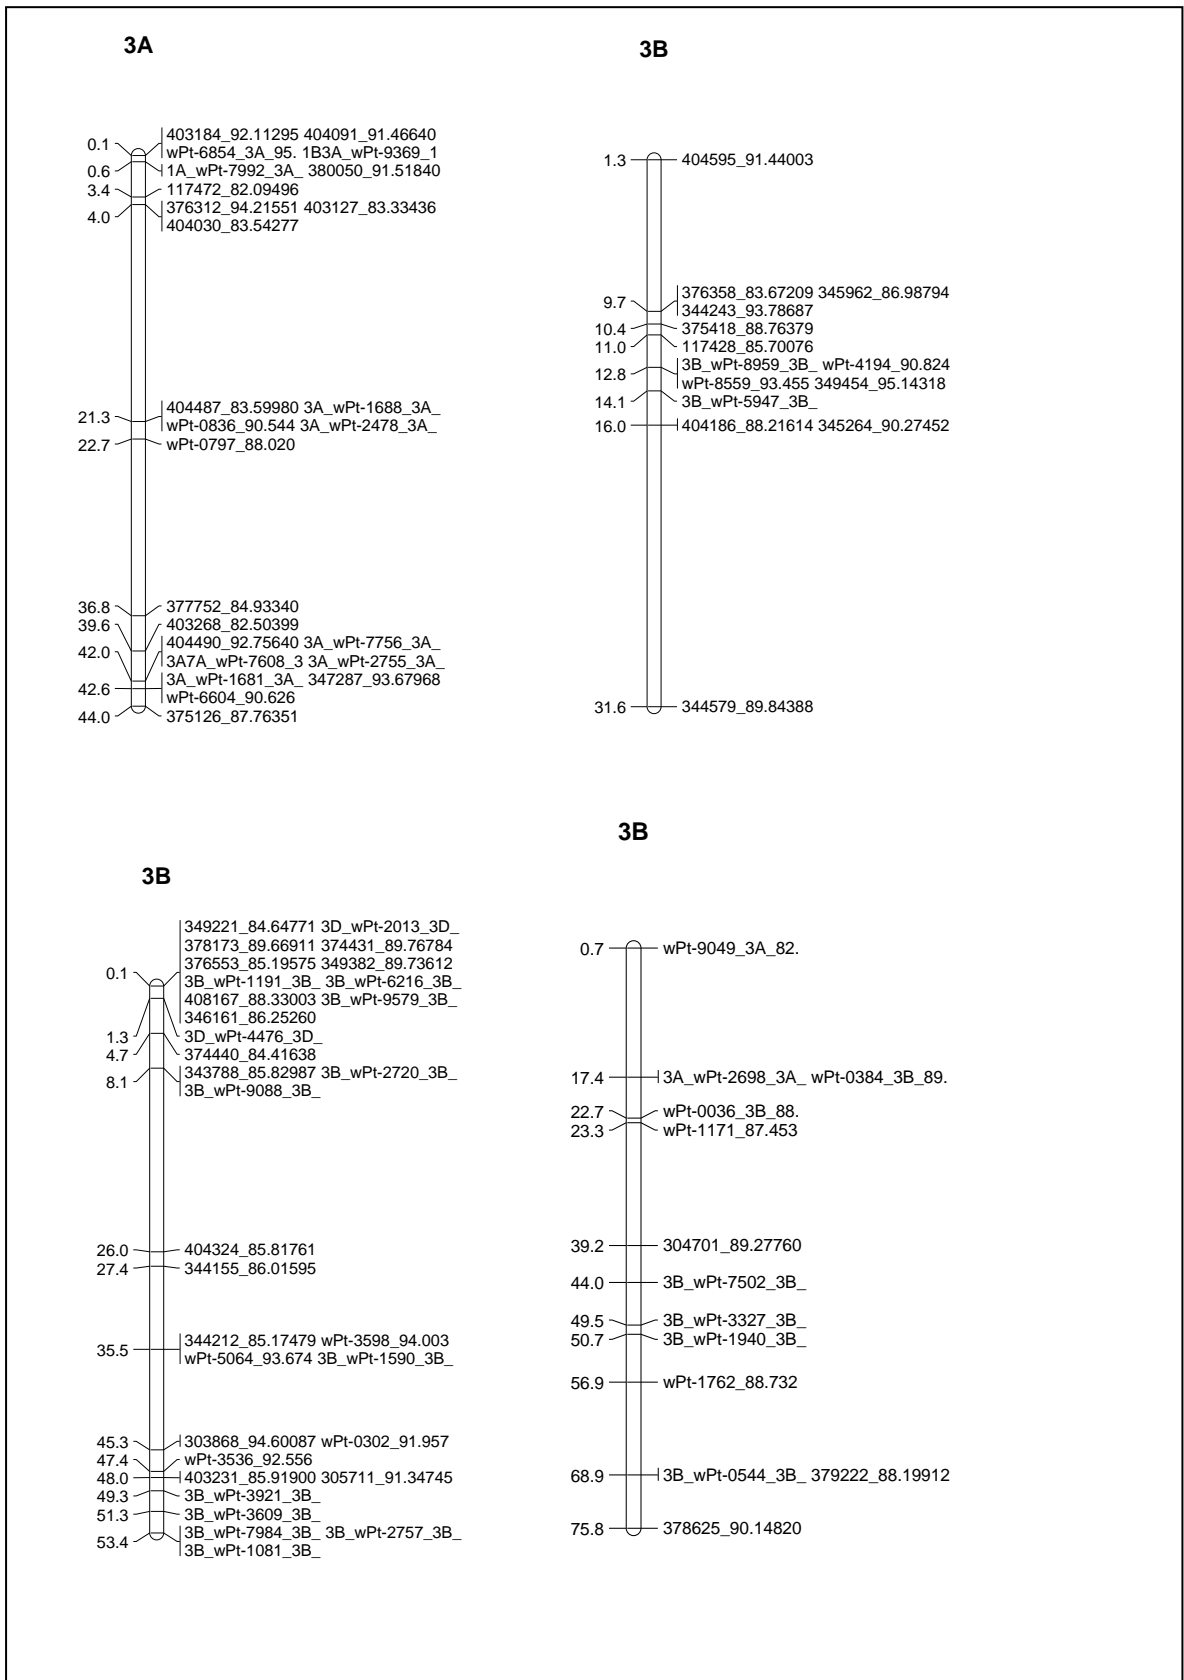 3A
0.1 403184_92.11295 404091_91.46640
wPt-6854_3A_95. 1B3A_wPt-9369_1
0.6 1A_wPt-7992_3A_ 380050_91.51840
3.4 117472_82.09496
4.0 376312_94.21551 403127_83.33436
404030_83.54277
21.3 404487_83.59980 3A_wPt-1688_3A_
wPt-0836_90.544 3A_wPt-2478_3A_
22.7 wPt-0797_88.020
36.8 377752_84.93340
39.6 403268_82.50399
42.0 404490_92.75640 3A_wPt-7756_3A_
3A7A_wPt-7608_3 3A_wPt-2755_3A_
42.6 3A_wPt-1681_3A_ 347287_93.67968
wPt-6604_90.626
44.0 375126_87.76351
3B
1.3 404595_91.44003
9.7 376358_83.67209 345962_86.98794
344243_93.78687
10.4 375418_88.76379
11.0 117428_85.70076
12.8 3B_wPt-8959_3B_ wPt-4194_90.824
wPt-8559_93.455 349454_95.14318
14.1 3B_wPt-5947_3B_
16.0 404186_88.21614 345264_90.27452
31.6 344579_89.84388
3B
0.1 349221_84.64771 3D_wPt-2013_3D_
378173_89.66911 374431_89.76784
376553_85.19575 349382_89.73612
3B_wPt-1191_3B_ 3B_wPt-6216_3B_
408167_88.33003 3B_wPt-9579_3B_
346161_86.25260
1.3 3D_wPt-4476_3D_
4.7 374440_84.41638
8.1 343788_85.82987 3B_wPt-2720_3B_
3B_wPt-9088_3B_
26.0 404324_85.81761
27.4 344155_86.01595
35.5 344212_85.17479 wPt-3598_94.003
wPt-5064_93.674 3B_wPt-1590_3B_
45.3 303868_94.60087 wPt-0302_91.957
47.4 wPt-3536_92.556
48.0 403231_85.91900 305711_91.34745
49.3 3B_wPt-3921_3B_
51.3 3B_wPt-3609_3B_
53.4 3B_wPt-7984_3B_ 3B_wPt-2757_3B_
3B_wPt-1081_3B_
3B
0.7 wPt-9049_3A_82.
17.4 3A_wPt-2698_3A_ wPt-0384_3B_89.
22.7 wPt-0036_3B_88.
23.3 wPt-1171_87.453
39.2 304701_89.27760
44.0 3B_wPt-7502_3B_
49.5 3B_wPt-3327_3B_
50.7 3B_wPt-1940_3B_
56.9 wPt-1762_88.732
68.9 3B_wPt-0544_3B_ 379222_88.19912
75.8 378625_90.14820